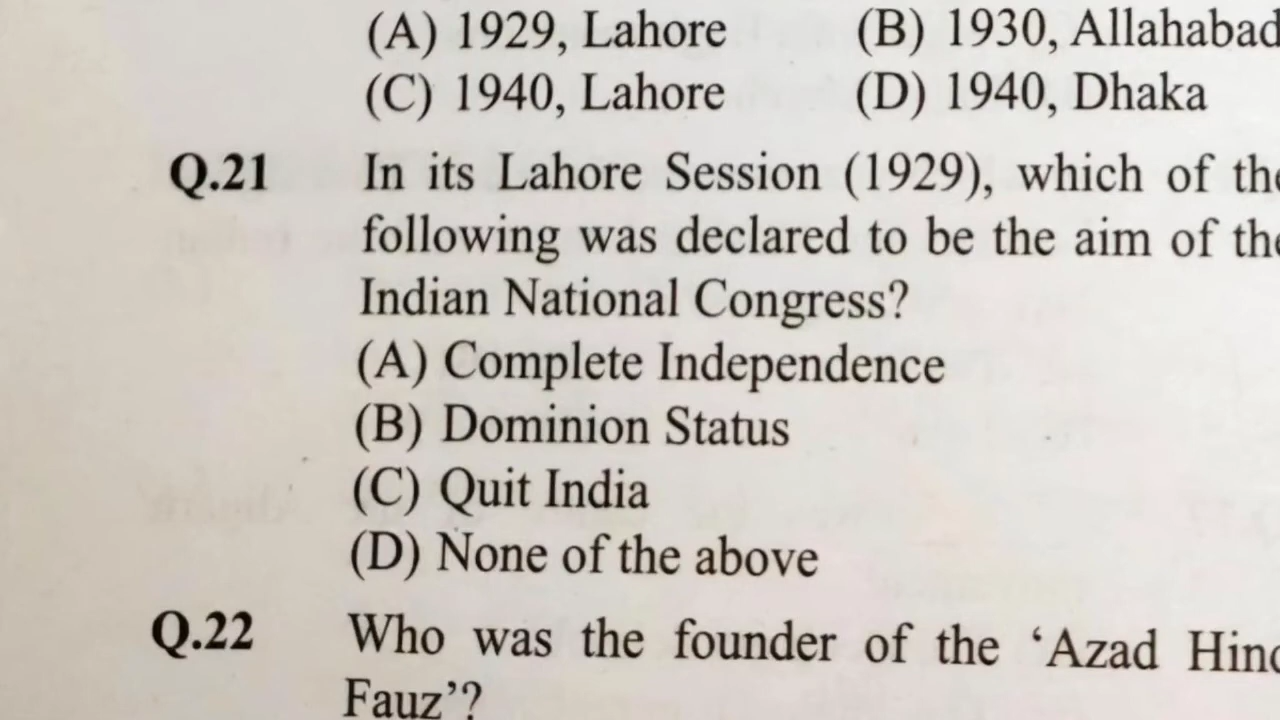 (A) 1929, Lahore (B) 1930, Allahabad
(C) 1940, Lahore (D) 1940, Dhaka
Q.21 In its Lahore Session (1929), which of the
following was declared to be the aim of the
Indian National Congress?
(A) Complete Independence
(B) Dominion Status
(C) Quit India
(D) None of the above
Q.22 Who was the founder of the ‘Azad Hind
Fauz’?